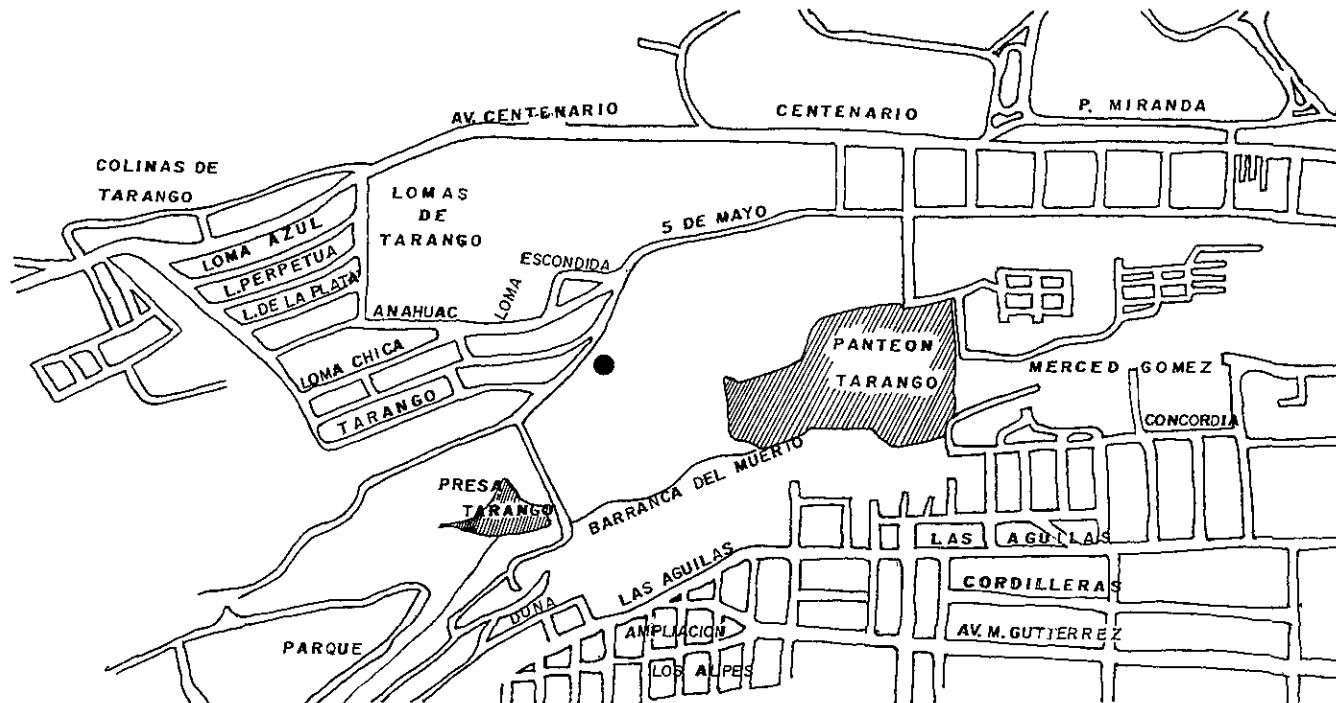 AV. CENTENARIO
CENTENARIO
P. MIRANDA
COLINAS DE
TARANGO
LOMAS
DE
TARANGO
LOMA AZUL
L. PERPETUA
L. DE LA PLATA
5 DE MAYO
ESCONDIDA
LOMA
ANAHUAC
LOMA CHICA
TARANGO
PANTEON
TARANGO
MERCED GOMEZ
CONCORDIA
PRESA
TARANGO
BARRANCA DEL MUERTO
LAS AGUILAS
LAS AGUILAS
CORDILLERAS
DUNA
AMPLIACION
LOS ALPES
AV. M. GUTIERREZ
PARQUE